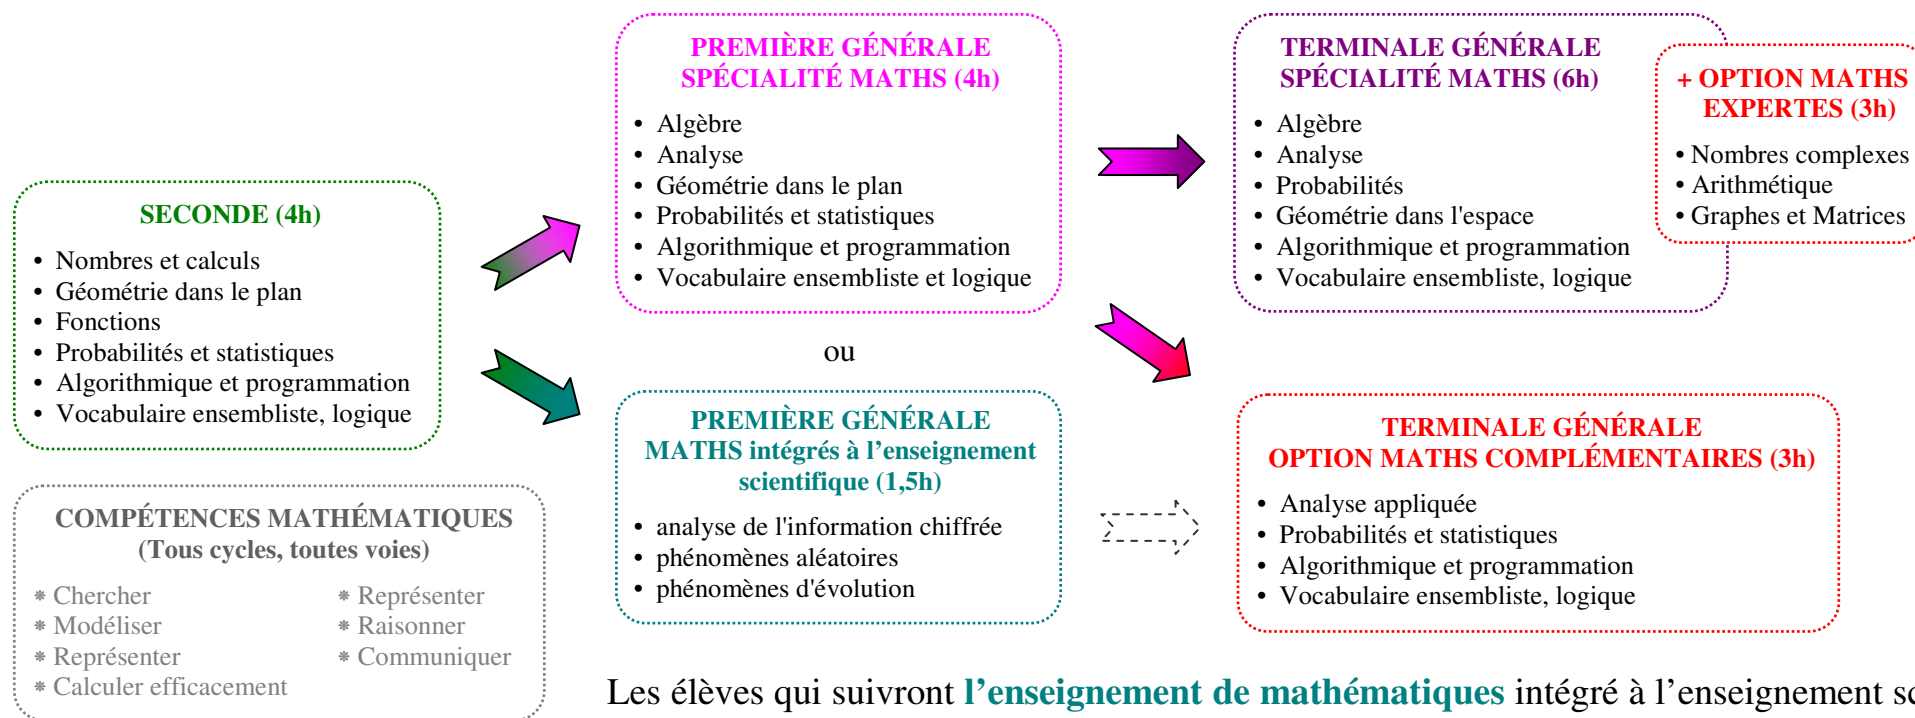 SECONDE (4h)
• Nombres et calculs
• Géométrie dans le plan
• Fonctions
• Probabilités et statistiques
• Algorithmique et programmation
• Vocabulaire ensembliste, logique
COMPÉTENCES MATHÉMATIQUES
(Tous cycles, toutes voies)
* Chercher
* Modéliser
* Représenter
* Calculer efficacement
* Représenter
* Raisonner
* Communiquer
PREMIÈRE GÉNÉRALE
SPÉCIALITÉ MATHS (4h)
• Algèbre
• Analyse
• Géométrie dans le plan
• Probabilités et statistiques
• Algorithmique et programmation
• Vocabulaire ensembliste et logique
ou
PREMIÈRE GÉNÉRALE
MATHS intégrés à l’enseignement
scientifique (1,5h)
• analyse de l'information chiffrée
• phénomènes aléatoires
• phénomènes d'évolution
TERMINALE GÉNÉRALE
SPÉCIALITÉ MATHS (6h)
• Algèbre
• Analyse
• Probabilités
• Géométrie dans l'espace
• Algorithmique et programmation
• Vocabulaire ensembliste, logique
+ OPTION MATHS
EXPERTES (3h)
• Nombres complexes
• Arithmétique
• Graphes et Matrices
TERMINALE GÉNÉRALE
OPTION MATHS COMPLÉMENTAIRES (3h)
• Analyse appliquée
• Probabilités et statistiques
• Algorithmique et programmation
• Vocabulaire ensembliste, logique
Les élèves qui suivront l’enseignement de mathématiques intégré à l’enseignement